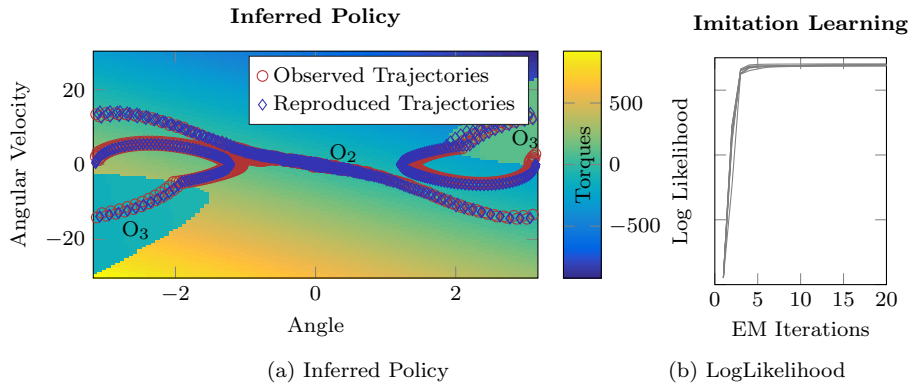 Inferred Policy
Imitation Learning
Observed Trajectories
Reproduced Trajectories
20
0
−20
Angular Velocity
O₂
O₃
O₃
−2
0
2
Angle
500
0
−500
Torques
Log Likelihood
0
5
10
15
20
EM Iterations
(a) Inferred Policy
(b) LogLikelihood